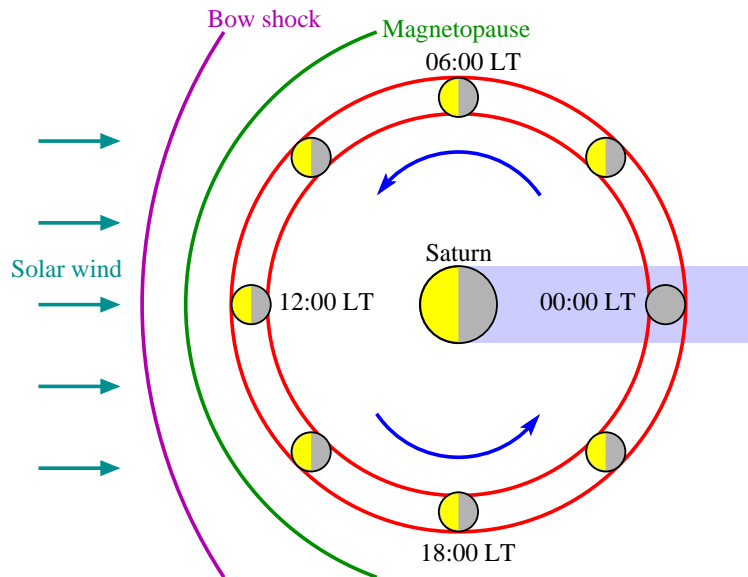 Bow shock
Magnetopause
06:00 LT
Saturn
Solar wind
12:00 LT
00:00 LT
18:00 LT